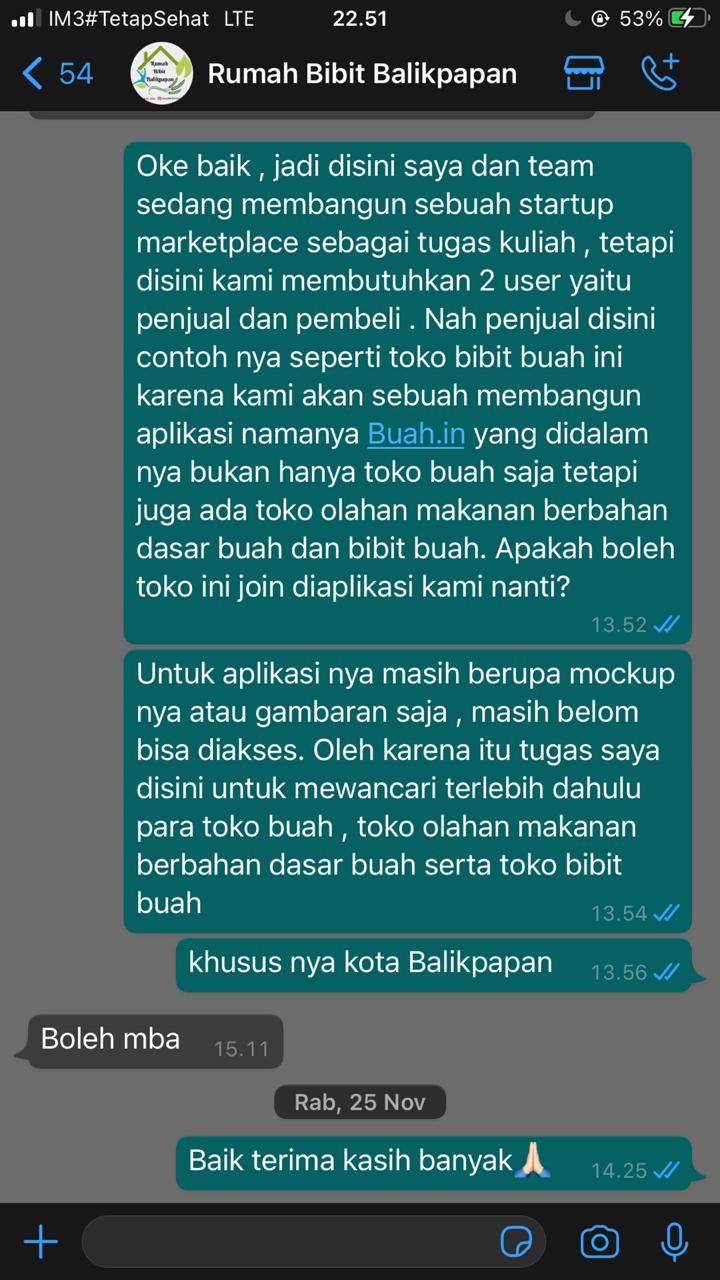 IM3#TetapSehat LTE 22.51 53%
54 Rumah Bibit Balikpapan
Rumah
Bibit
Balikpapan
Oke baik , jadi disini saya dan team
sedang membangun sebuah startup
marketplace sebagai tugas kuliah , tetapi
disini kami membutuhkan 2 user yaitu
penjual dan pembeli . Nah penjual disini
contoh nya seperti toko bibit buah ini
karena kami akan sebuah membangun
aplikasi namanya Buah.in yang didalam
nya bukan hanya toko buah saja tetapi
juga ada toko olahan makanan berbahan
dasar buah dan bibit buah. Apakah boleh
toko ini join diaplikasi kami nanti?
13.52
Untuk aplikasi nya masih berupa mockup
nya atau gambaran saja , masih belom
bisa diakses. Oleh karena itu tugas saya
disini untuk mewancari terlebih dahulu
para toko buah , toko olahan makanan
berbahan dasar buah serta toko bibit
buah 13.54
khusus nya kota Balikpapan 13.56
Boleh mba 15.11
Rab, 25 Nov
Baik terima kasih banyak🙏🏻 14.25